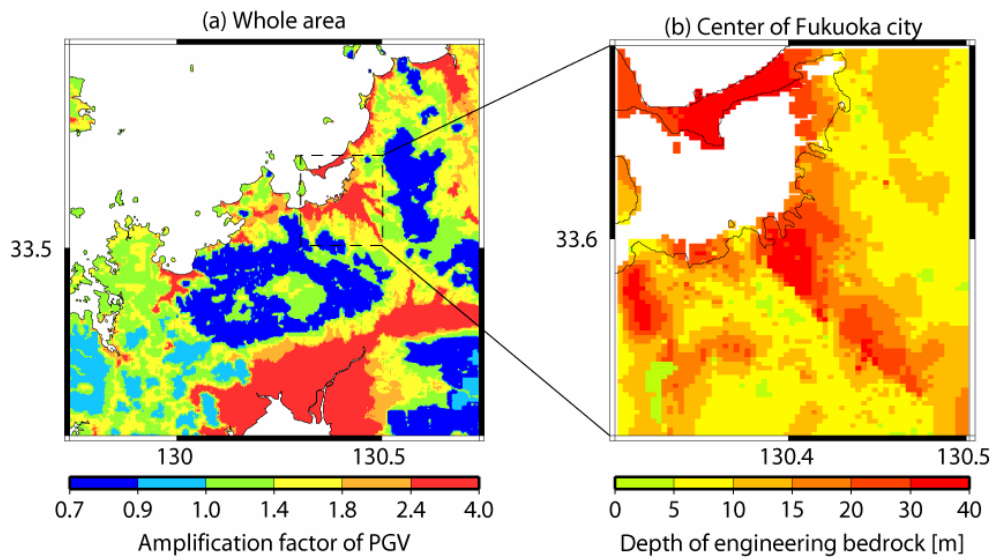 (a) Whole area
(b) Center of Fukuoka city
33.5
33.6
130 130.5
130.4 130.5
0.7 0.9 1.0 1.4 1.8 2.4 4.0
0 5 10 15 20 30 40
Amplification factor of PGV
Depth of engineering bedrock [m]